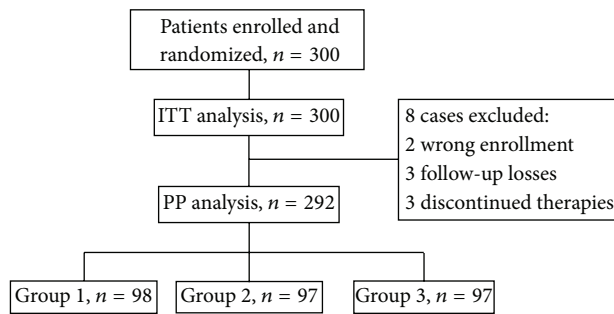 Patients enrolled and
randomized, n = 300
ITT analysis, n = 300
8 cases excluded:
2 wrong enrollment
3 follow-up losses
3 discontinued therapies
PP analysis, n = 292
Group 1, n = 98
Group 2, n = 97
Group 3, n = 97